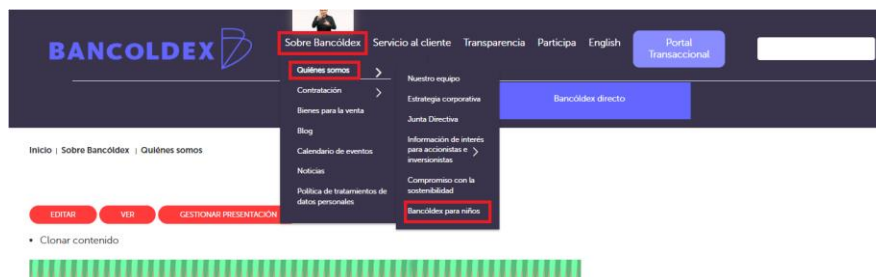 BANCOLDEX
Sobre Bancóldex Servicio al cliente Transparencia Participa English Portal Transaccional
Quiénes somos
Contratación
Bienes para la venta
Blog
Calendario de eventos
Noticias
Política de tratamientos de
datos personales
Nuestro equipo
Estrategia corporativa
Junta Directiva
Información de interés
para accionistas e
inversionistas
Compromiso con la
sostenibilidad
Bancóldex para niños
Bancóldex directo
Inicio | Sobre Bancóldex | Quiénes somos
EDITAR VER GESTIONAR PRESENTACIÓN
• Clonar contenido